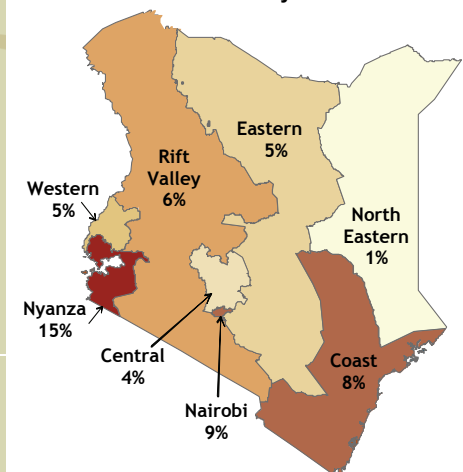 Eastern
5%
Rift
Valley
6%
Western
5%
North
Eastern
1%
Nyanza
15%
Central
4%
Coast
8%
Nairobi
9%